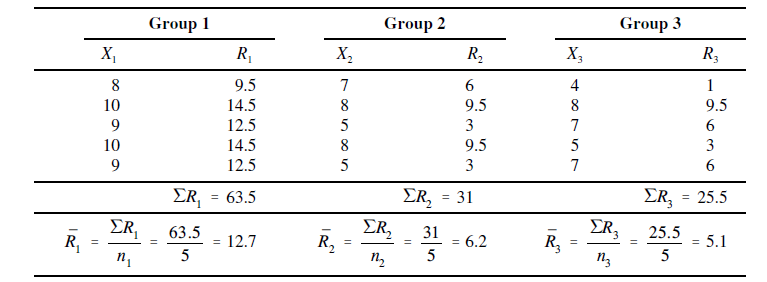 Group 1 Group 2 Group 3
X₁ R₁ X₂ R₂ X₃ R₃
8 9.5 7 6 4 1
10 14.5 8 9.5 8 9.5
9 12.5 5 3 7 6
10 14.5 8 9.5 5 3
9 12.5 5 3 7 6
ΣR₁ = 63.5 ΣR₂ = 31 ΣR₃ = 25.5
R̄₁ = ΣR₁/n₁ = 63.5/5 = 12.7 R̄₂ = ΣR₂/n₂ = 31/5 = 6.2 R̄₃ = ΣR₃/n₃ = 25.5/5 = 5.1